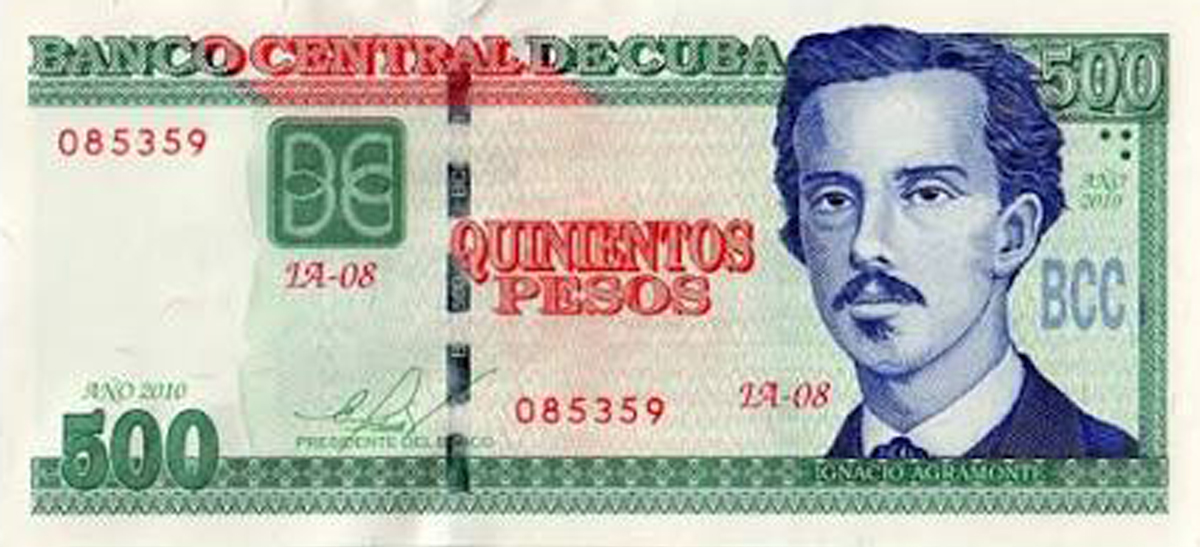 BANCO CENTRAL DE CUBA
500
085359
AÑO
2010
QUINIENTOS
PESOS
IA-08
BCC
AÑO 2010
500
085359
IA-08
PRESIDENTE DEL BANCO
IGNACIO AGRAMONTE